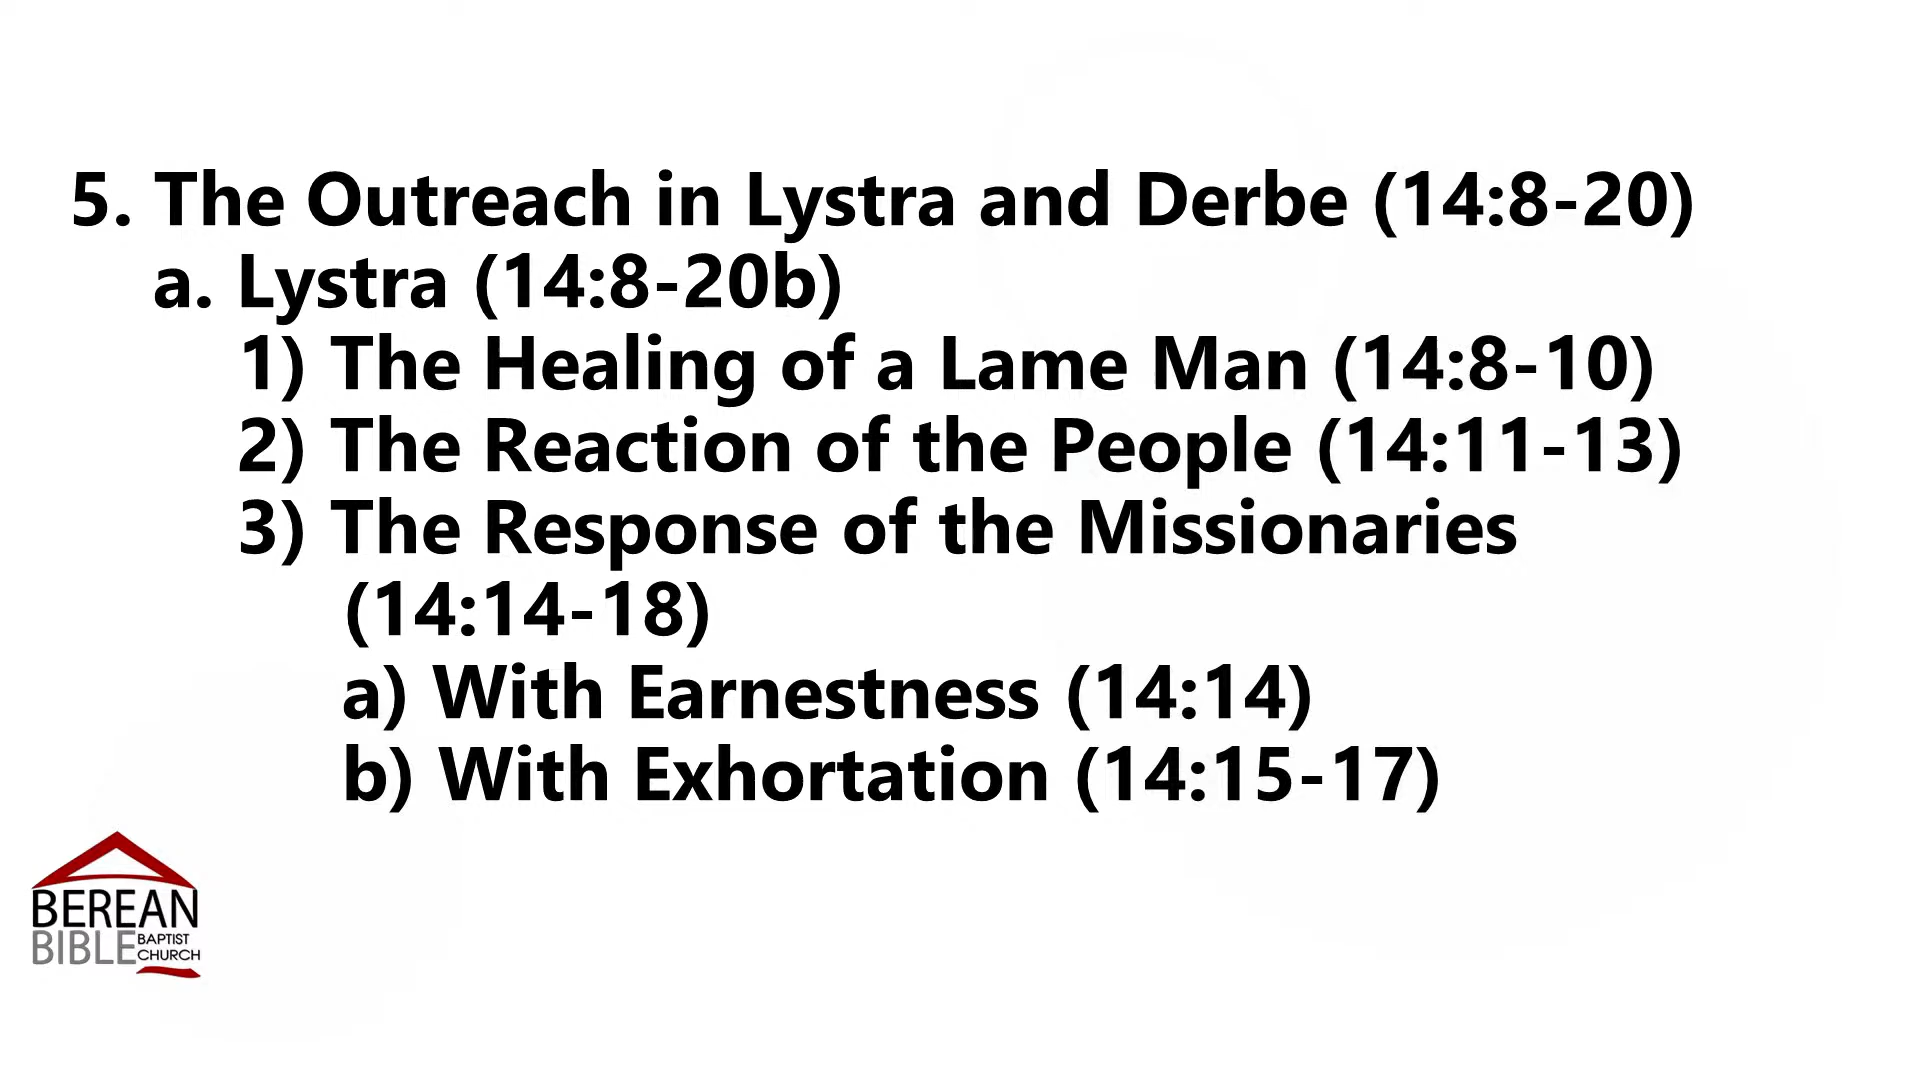 5. The Outreach in Lystra and Derbe (14:8-20)
a. Lystra (14:8-20b)
1) The Healing of a Lame Man (14:8-10)
2) The Reaction of the People (14:11-13)
3) The Response of the Missionaries
(14:14-18)
a) With Earnestness (14:14)
b) With Exhortation (14:15-17)
BEREAN
BIBLE BAPTIST
CHURCH